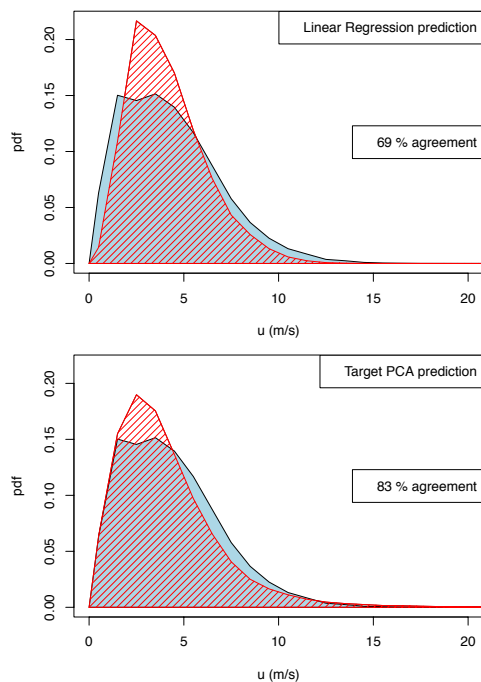 Linear Regression prediction
69 % agreement
pdf
0.00 0.05 0.10 0.15 0.20
0 5 10 15 20
u (m/s)
Target PCA prediction
83 % agreement
pdf
0.00 0.05 0.10 0.15 0.20
0 5 10 15 20
u (m/s)